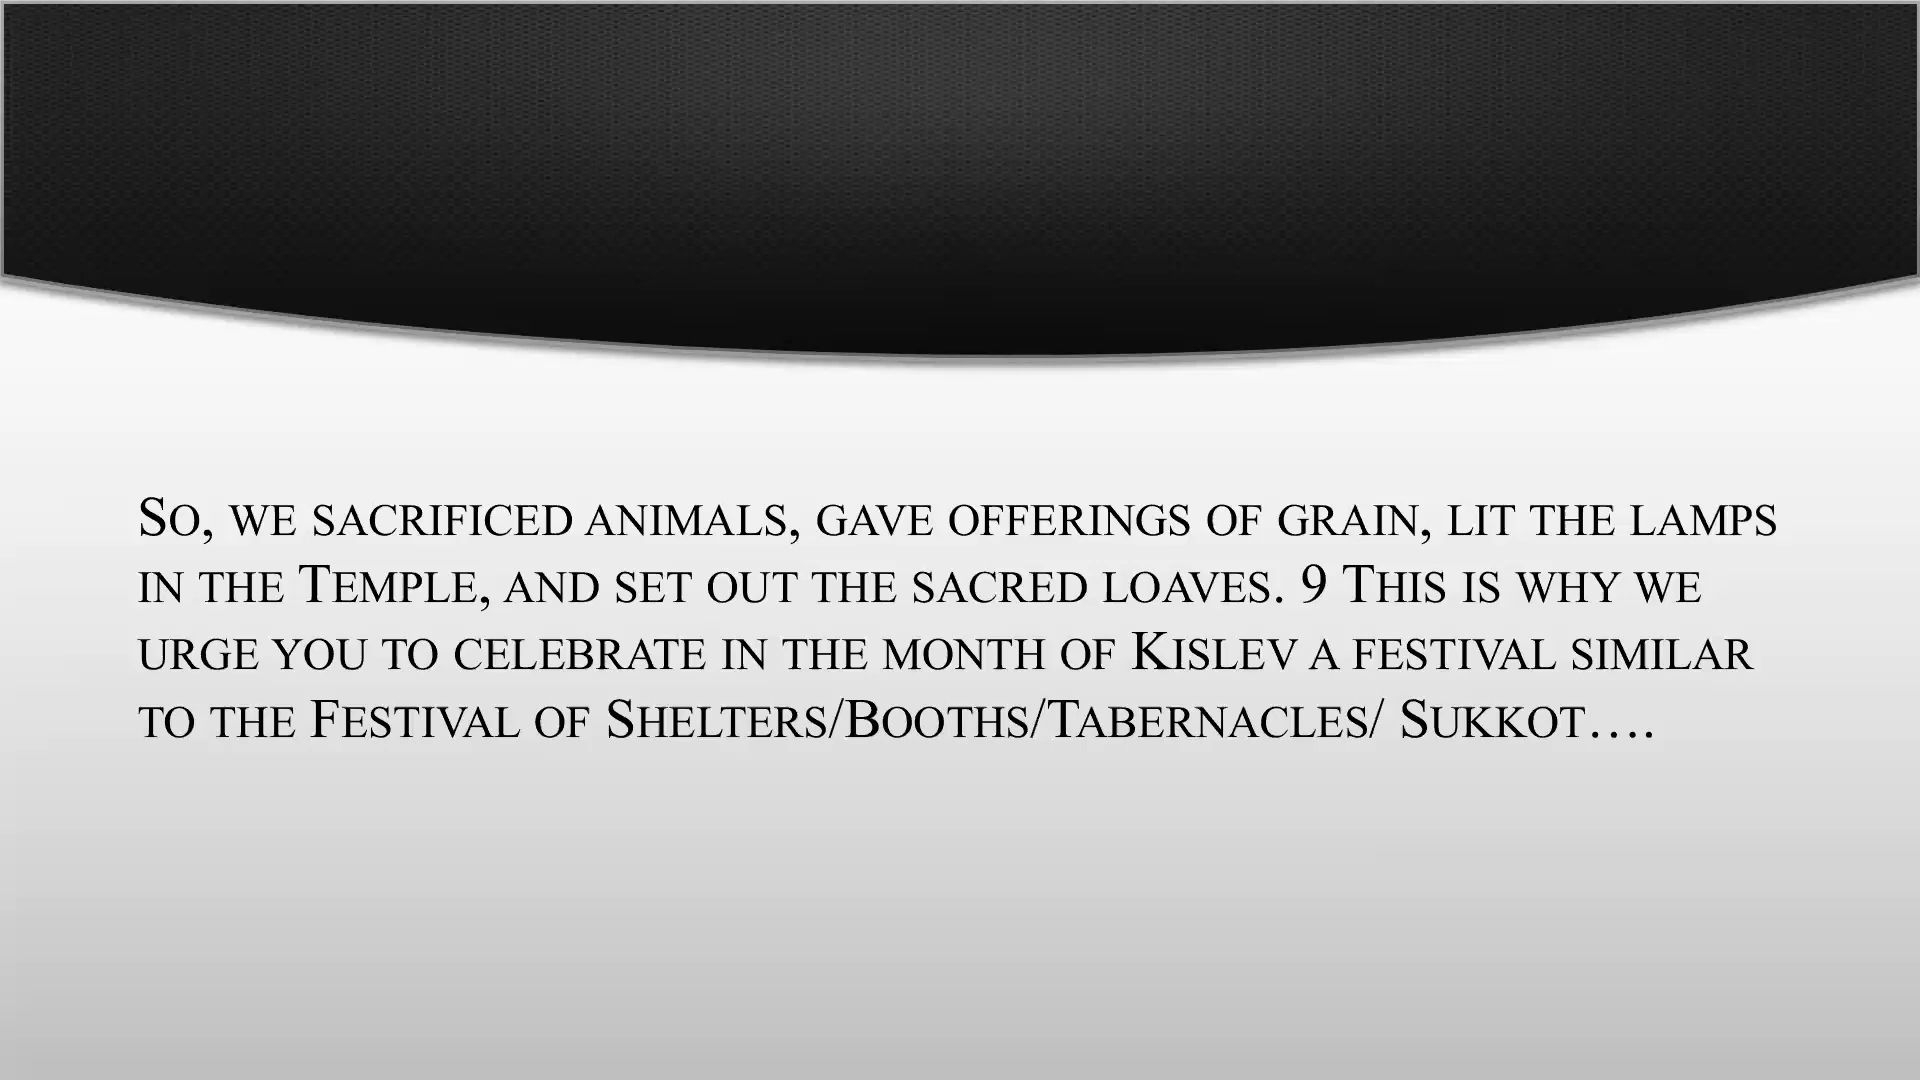 So, we sacrificed animals, gave offerings of grain, lit the lamps
in the Temple, and set out the sacred loaves. 9 This is why we
urge you to celebrate in the month of Kislev a festival similar
to the Festival of Shelters/Booths/Tabernacles/ Sukkot….